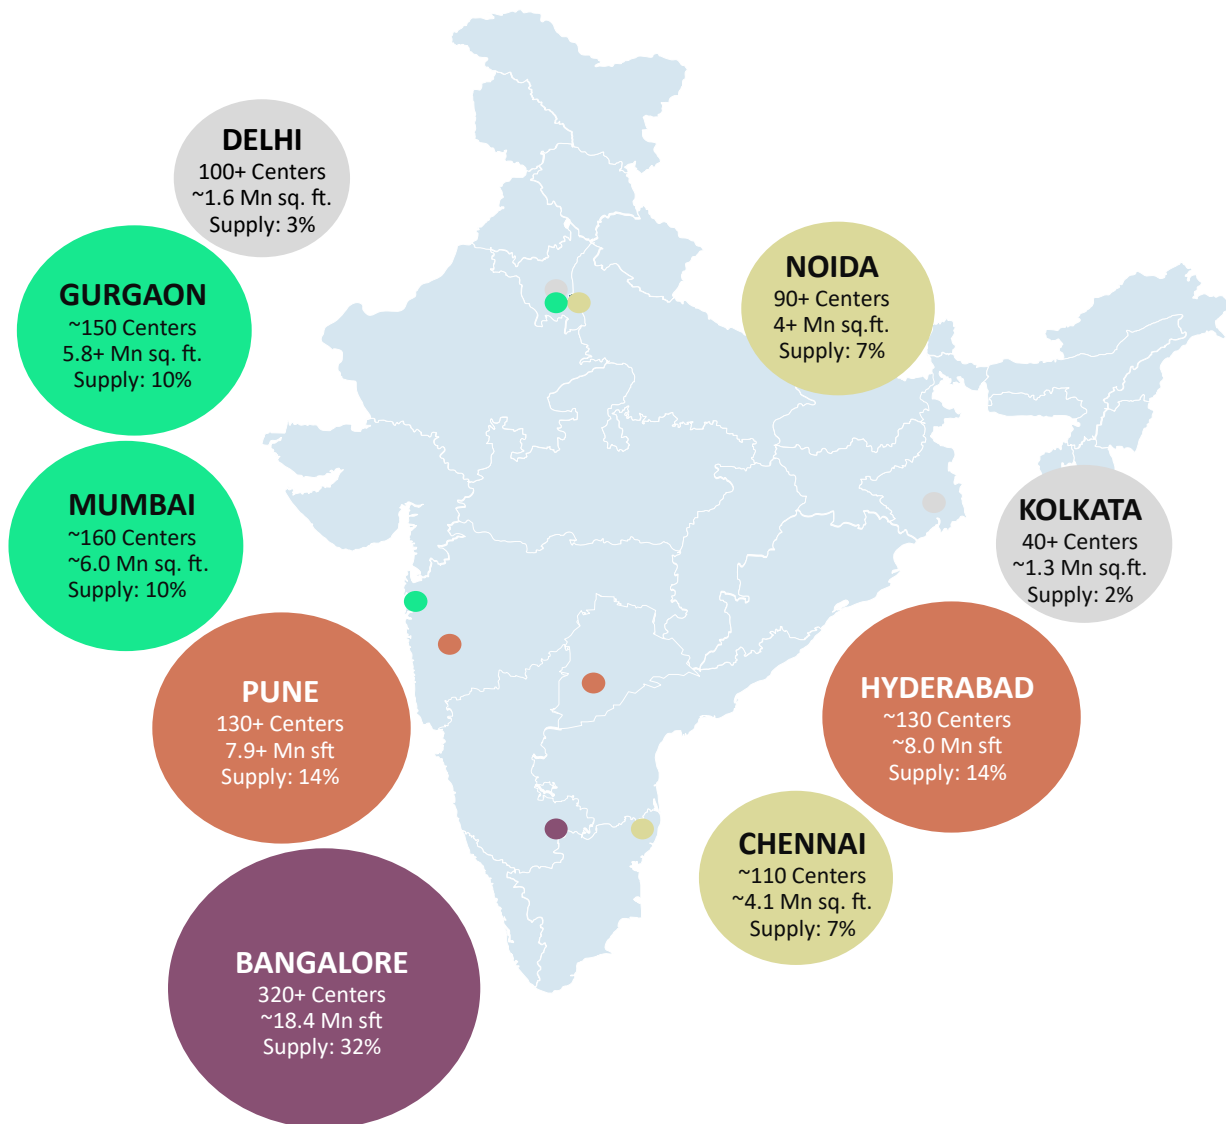 DELHI
100+ Centers
~1.6 Mn sq. ft.
Supply: 3%
GURGAON
~150 Centers
5.8+ Mn sq. ft.
Supply: 10%
NOIDA
90+ Centers
4+ Mn sq.ft.
Supply: 7%
MUMBAI
~160 Centers
~6.0 Mn sq. ft.
Supply: 10%
KOLKATA
40+ Centers
~1.3 Mn sq.ft.
Supply: 2%
PUNE
130+ Centers
7.9+ Mn sft
Supply: 14%
HYDERABAD
~130 Centers
~8.0 Mn sft
Supply: 14%
CHENNAI
~110 Centers
~4.1 Mn sq. ft.
Supply: 7%
BANGALORE
320+ Centers
~18.4 Mn sft
Supply: 32%